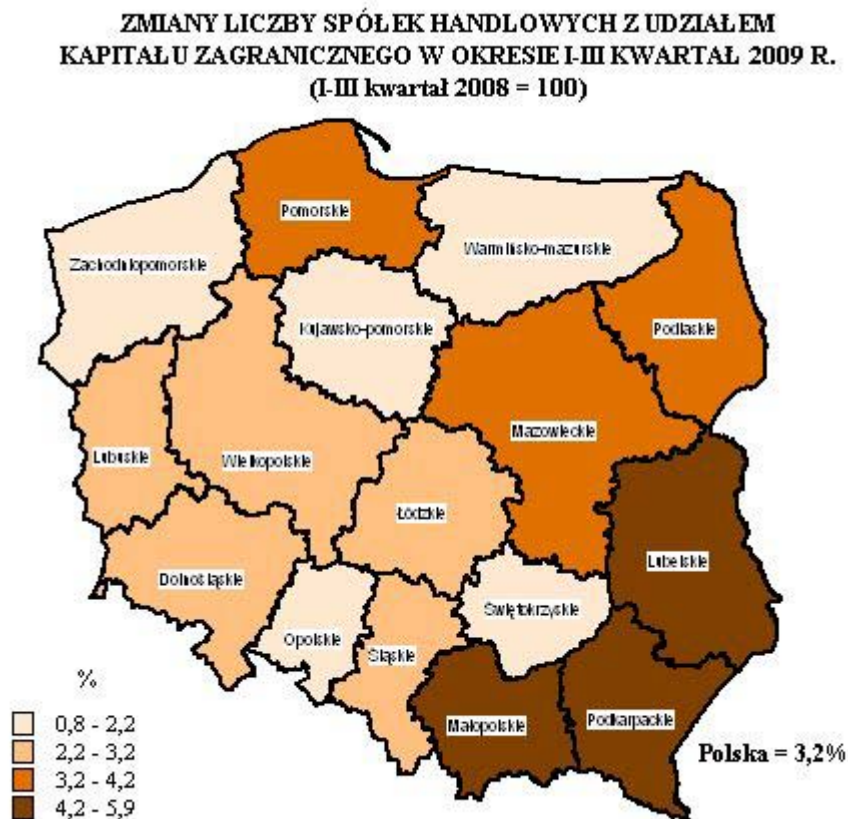 ZMIANY LICZBY SPÓŁEK HANDLOWYCH Z UDZIAŁEM
KAPITAŁU ZAGRANICZNEGO W OKRESIE I-III KWARTAŁ 2009 R.
(I-III kwartał 2008 = 100)
Pomorskie
Warmińsko-mazurskie
Zachodniopomorskie
Kujawsko-pomorskie
Podlaskie
Mazowieckie
Lubuskie
Wielkopolskie
Łódzkie
Lubelskie
Dolnośląskie
Świętokrzyskie
Opolskie
Śląskie
Małopolskie
Podkarpackie
Polska = 3,2%
%
0,8 - 2,2
2,2 - 3,2
3,2 - 4,2
4,2 - 5,9